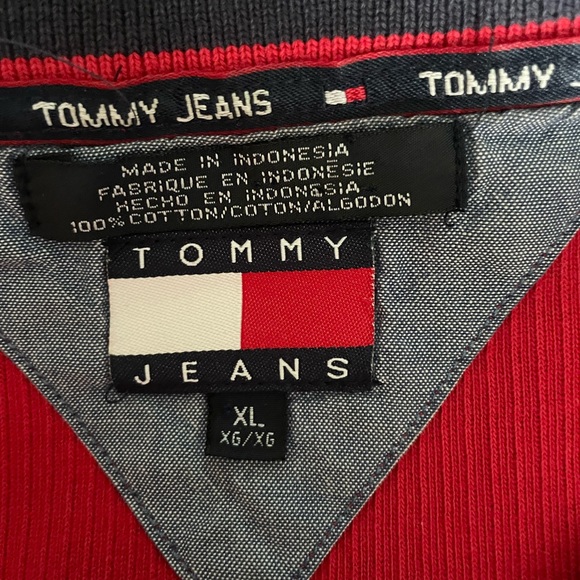 TOMMY JEANS TOMMY
MADE IN INDONESIA
FABRIQUE EN INDONESIE
HECHO EN INDONESIA
100% COTTON/COTON/ALGODON
TOMMY
JEANS
XL
XG/XG